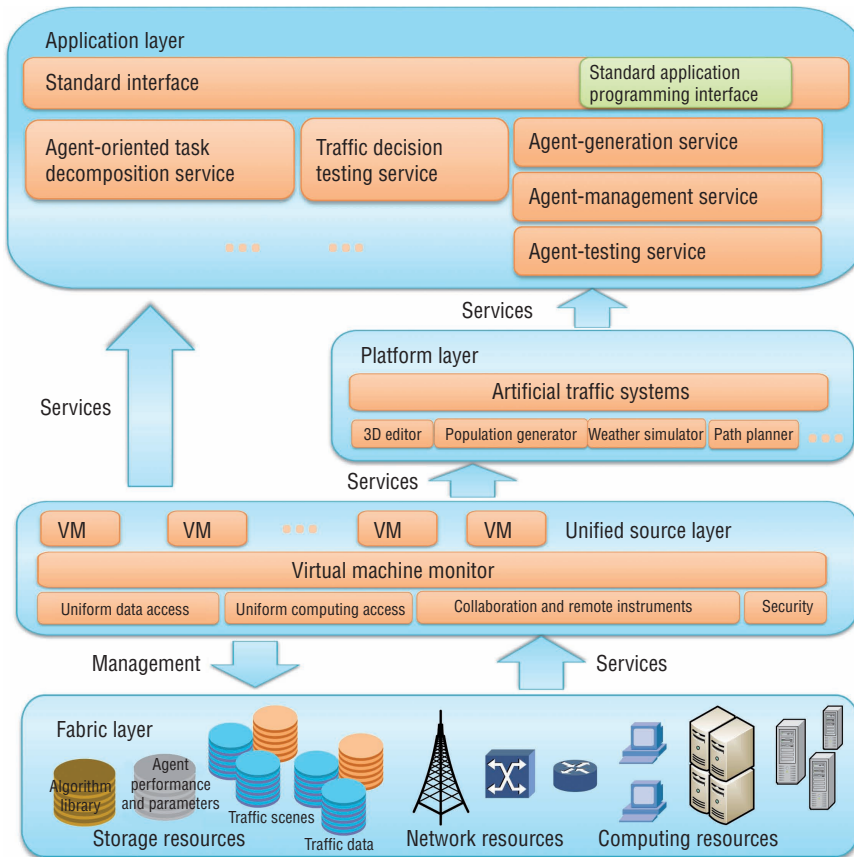 Application layer
Standard interface
Standard application
programming interface
Agent-oriented task
decomposition service
Traffic decision
testing service
Agent-generation service
Agent-management service
Agent-testing service
Services
Services
Platform layer
Artificial traffic systems
3D editor
Population generator
Weather simulator
Path planner
Services
VM
VM
VM
VM
Unified source layer
Virtual machine monitor
Uniform data access
Uniform computing access
Collaboration and remote instruments
Security
Management
Services
Fabric layer
Algorithm
library
Agent
performance
and parameters
Traffic scenes
Traffic data
Storage resources
Network resources
Computing resources